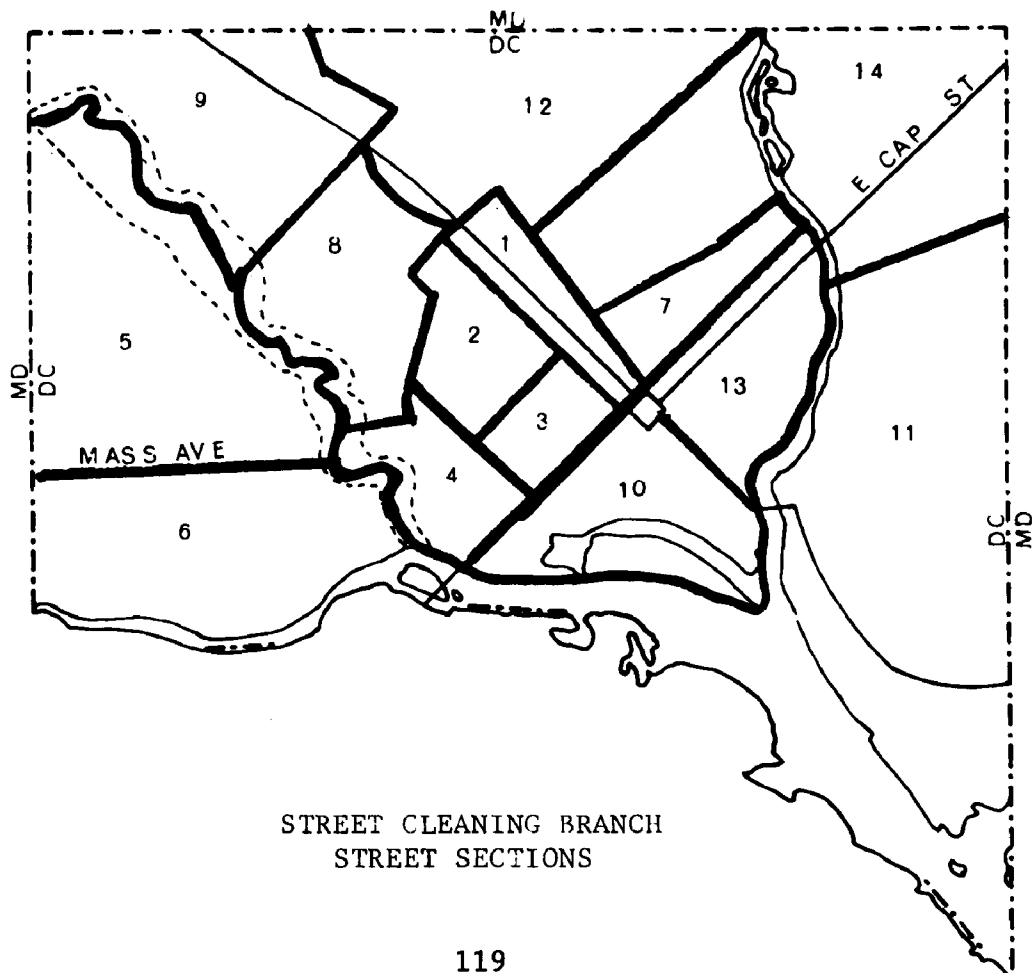 MD
DC
14
9
12
E CAP ST
1
8
7
2
5
MD
DC
13
3
11
MASS AVE
4
10
6
DC
MD
STREET CLEANING BRANCH
STREET SECTIONS
119